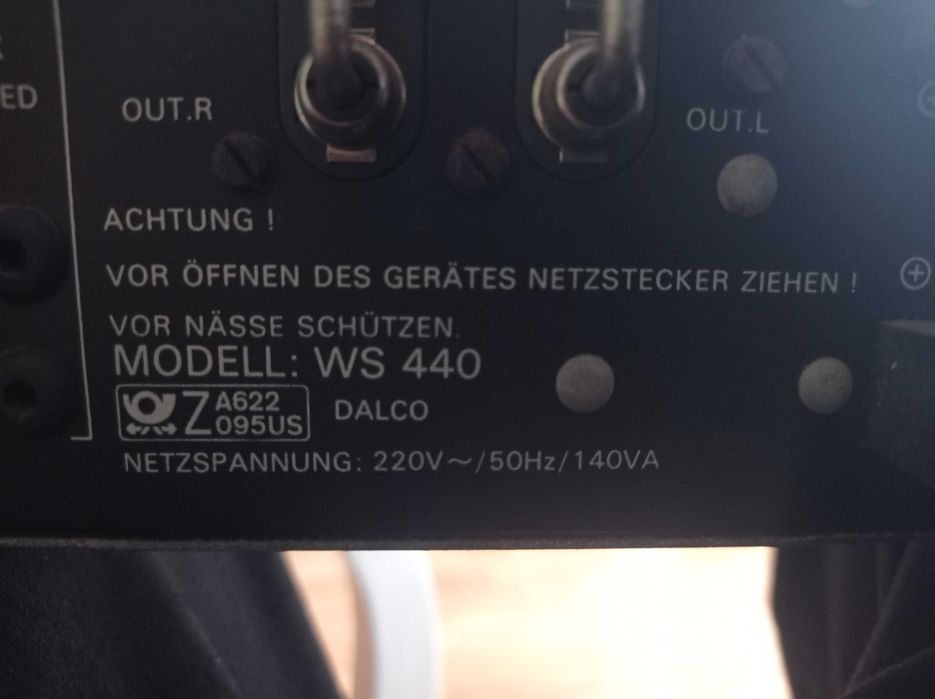 ED
OUT.R
OUT.L
ACHTUNG !
VOR ÖFFNEN DES GERÄTES NETZSTECKER ZIEHEN !
VOR NÄSSE SCHÜTZEN.
MODELL: WS 440
Z A622
095US
DALCO
NETZSPANNUNG: 220V~/50Hz/140VA